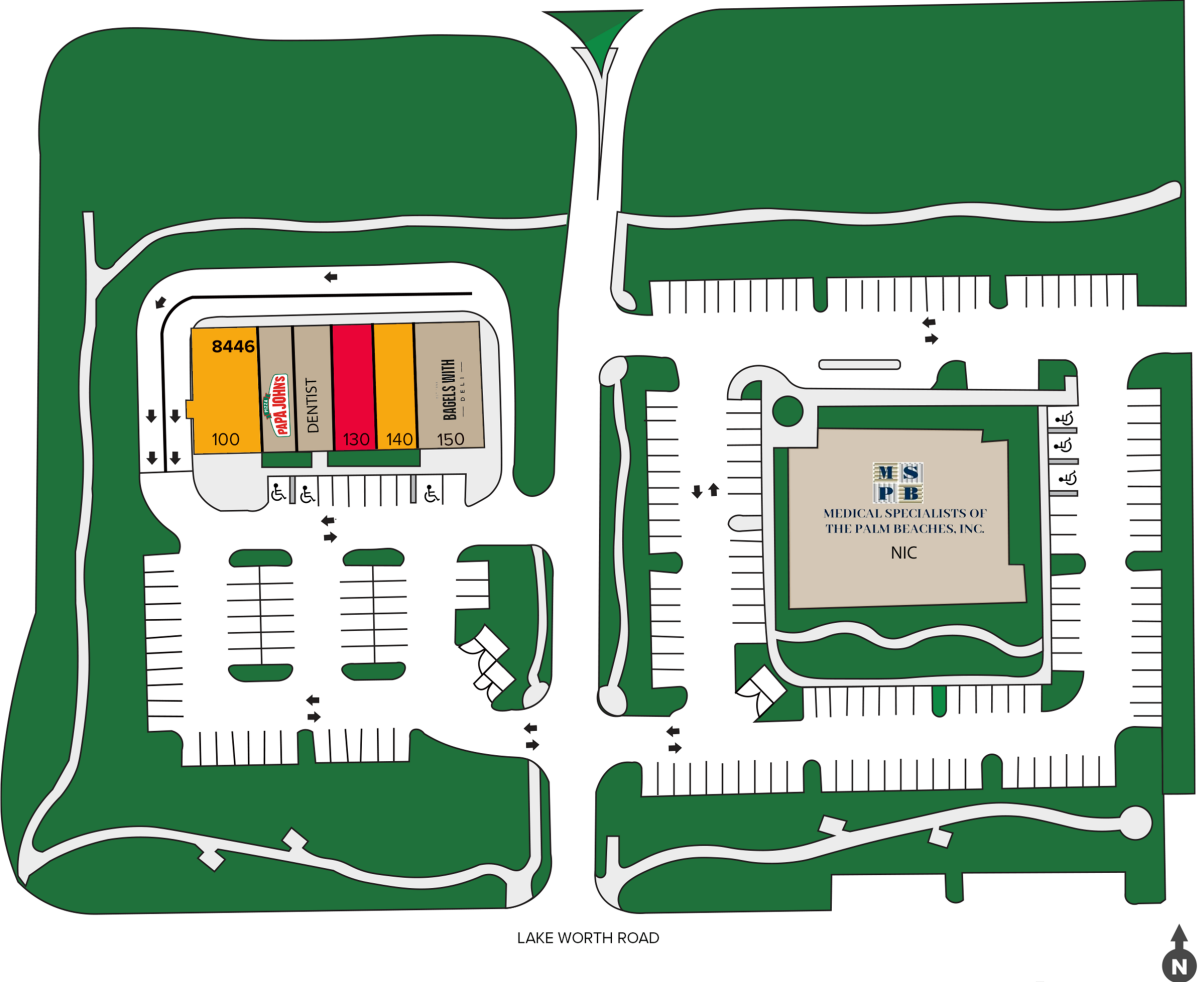 8446
100
PAPA JOHNS
DENTIST
130
140
BAGELS WITH
DELI
150
M S
P B
MEDICAL SPECIALISTS OF
THE PALM BEACHES, INC.
NIC
LAKE WORTH ROAD
N